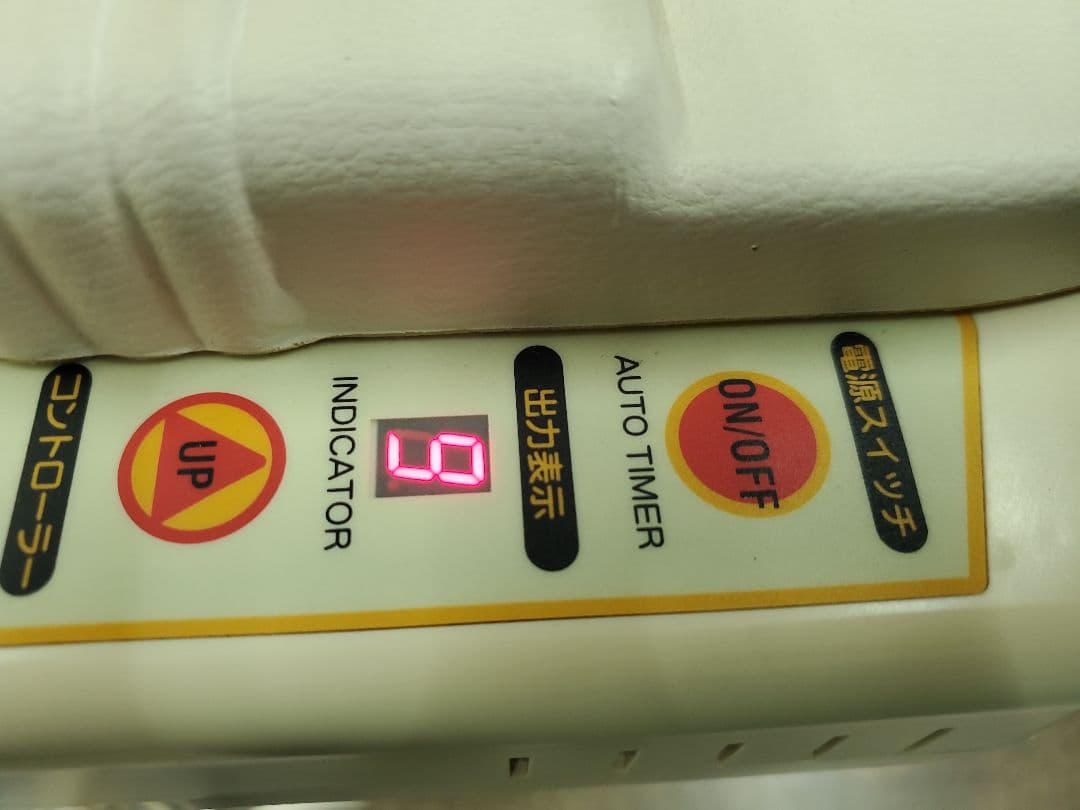 電源スイッチ
ON/OFF
AUTO TIMER
出力表示
9
INDICATOR
UP
コントローラー